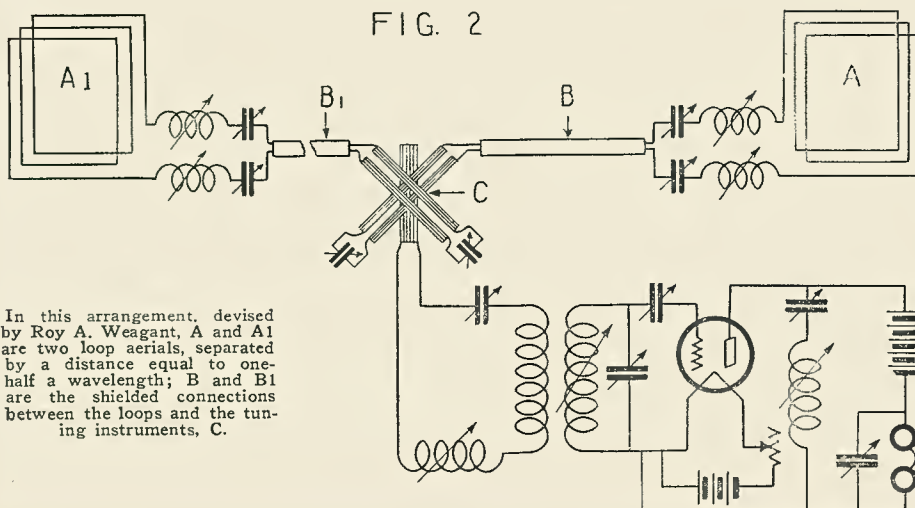 FIG. 2
A1
B1
B
A
C
In this arrangement, devised
by Roy A. Weagant, A and A1
are two loop aerials, separated
by a distance equal to one-
half a wavelength; B and B1
are the shielded connections
between the loops and the tun-
ing instruments, C.